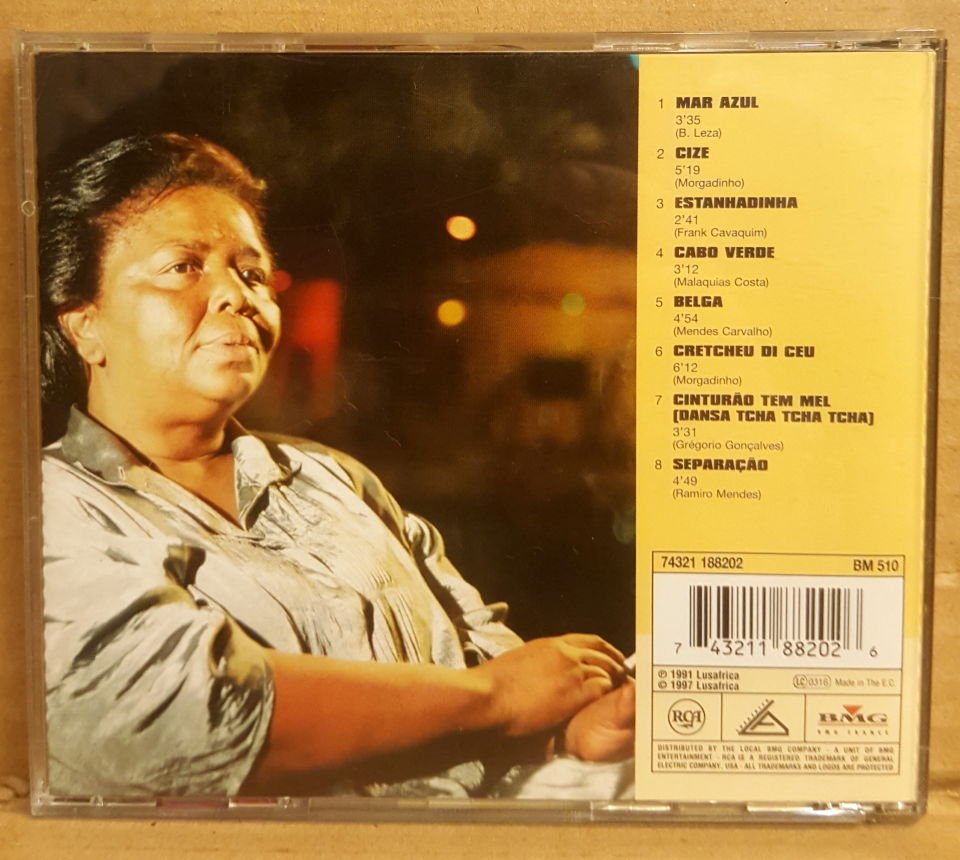 1 MAR AZUL
3'35
(B. Leza)
2 CIZE
5'19
(Morgadinho)
3 ESTANHADINHA
2'41
(Frank Cavaquim)
4 CABO VERDE
3'12
(Malaquias Costa)
5 BELGA
4'54
(Mendes Carvalho)
6 CRETCHEU DI CEU
6'12
(Morgadinho)
7 CINTURÃO TEM MEL
(DANSA TCHA TCHA TCHA)
3'31
(Grégorio Gonçalves)
8 SEPARAÇÃO
4'49
(Ramiro Mendes)
74321 188202 BM 510
7 43211 88202 6
℗ 1991 Lusafrica
© 1997 Lusafrica
LC 0316 Made in The E.C.
RCA
BMG
BMG FRANCE
DISTRIBUTED BY THE LOCAL BMG COMPANY - A UNIT OF BMG
ENTERTAINMENT - RCA IS A REGISTERED TRADEMARK OF GENERAL
ELECTRIC COMPANY, USA - ALL TRADEMARKS AND LOGOS ARE PROTECTED